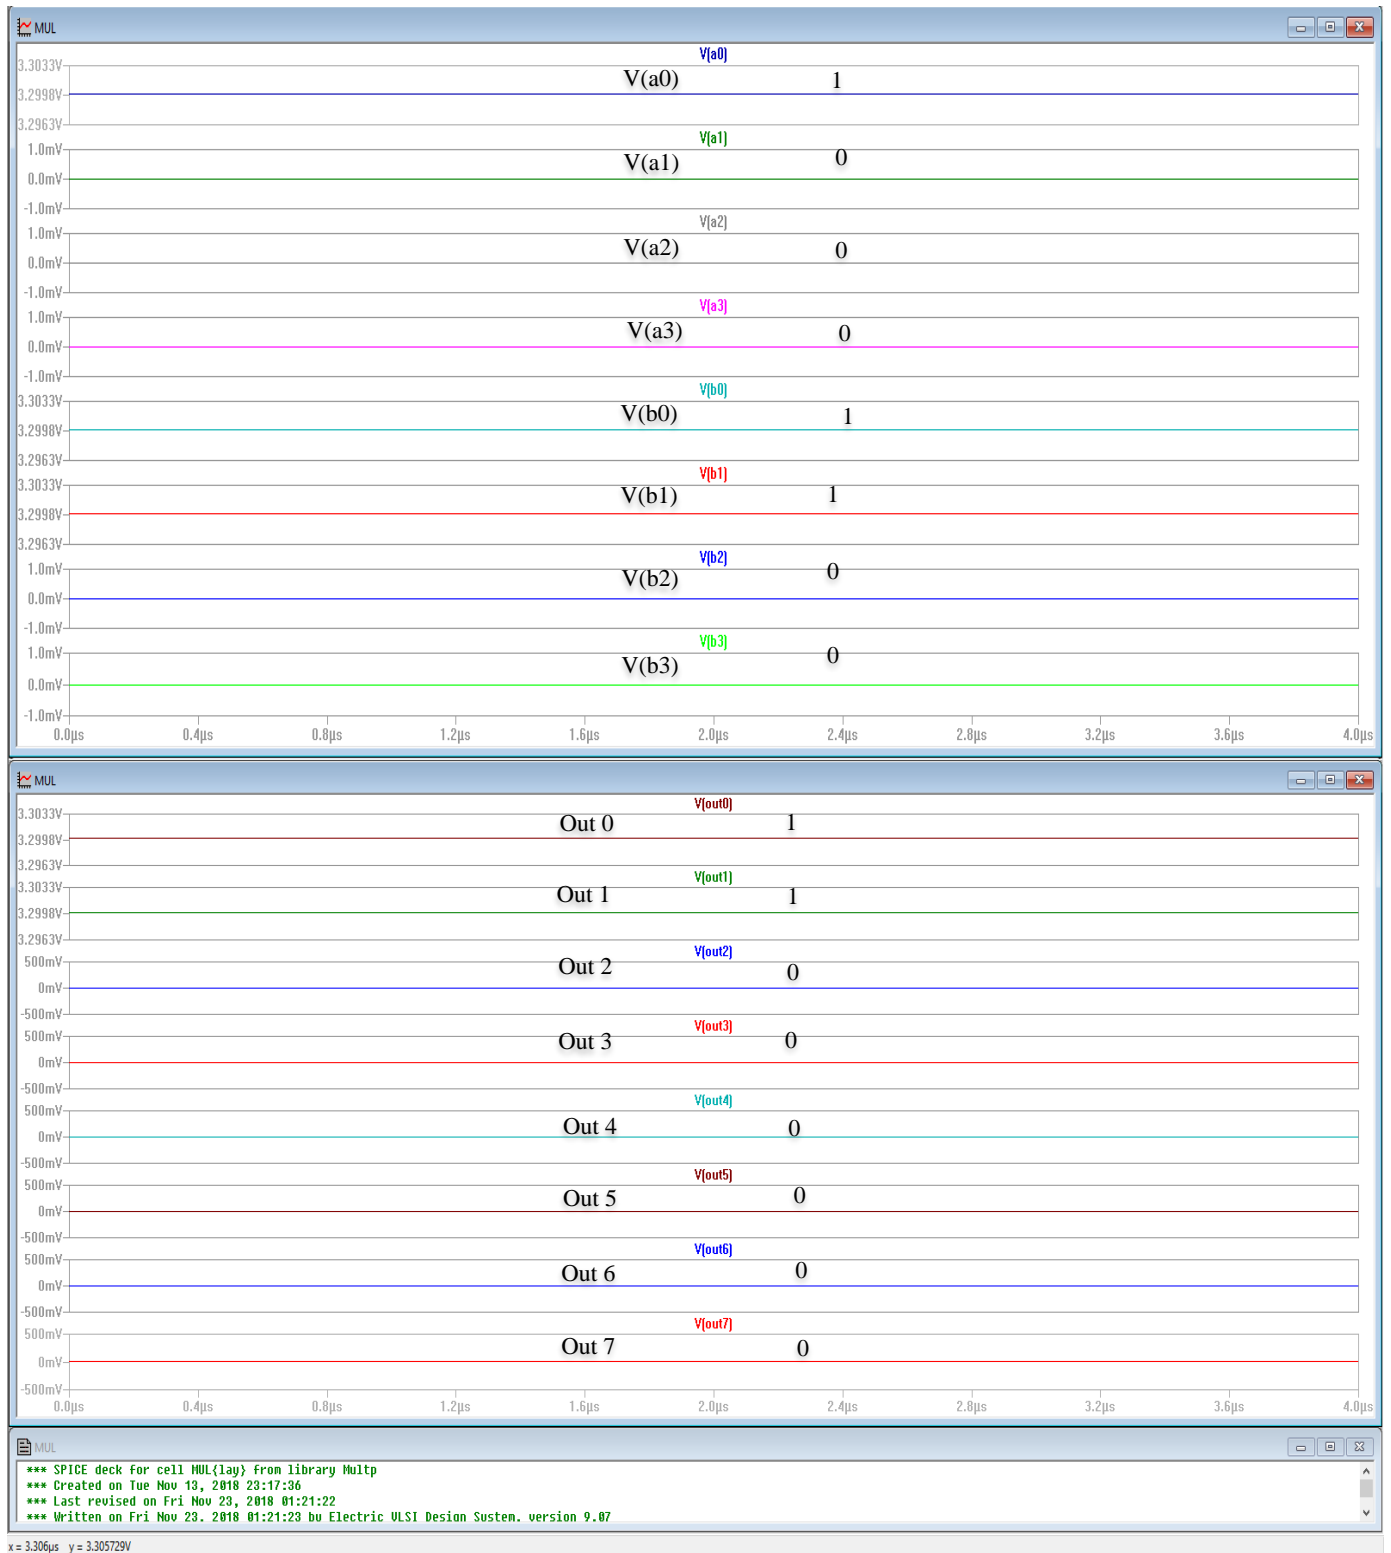 MUL
V(a0)
3.3033V
V(a0) 1
3.2998V
3.2963V
V(a1)
1.0mV
V(a1) 0
0.0mV
-1.0mV
V(a2)
1.0mV
V(a2) 0
0.0mV
-1.0mV
V(a3)
1.0mV
V(a3) 0
0.0mV
-1.0mV
V(b0)
3.3033V
V(b0) 1
3.2998V
3.2963V
V(b1)
3.3033V
V(b1) 1
3.2998V
3.2963V
V(b2)
1.0mV
V(b2) 0
0.0mV
-1.0mV
V(b3)
1.0mV
V(b3) 0
0.0mV
-1.0mV
0.0µs 0.4µs 0.8µs 1.2µs 1.6µs 2.0µs 2.4µs 2.8µs 3.2µs 3.6µs 4.0µs
MUL
V(out0)
3.3033V
Out 0 1
3.2998V
3.2963V
V(out1)
3.3033V
Out 1 1
3.2998V
3.2963V
V(out2)
500mV
Out 2 0
0mV
-500mV
V(out3)
500mV
Out 3 0
0mV
-500mV
V(out4)
500mV
Out 4 0
0mV
-500mV
V(out5)
500mV
Out 5 0
0mV
-500mV
V(out6)
500mV
Out 6 0
0mV
-500mV
V(out7)
500mV
Out 7 0
0mV
-500mV
0.0µs 0.4µs 0.8µs 1.2µs 1.6µs 2.0µs 2.4µs 2.8µs 3.2µs 3.6µs 4.0µs
MUL
*** SPICE deck for cell MUL{lay} from library Multp
*** Created on Tue Nov 13, 2018 23:17:36
*** Last revised on Fri Nov 23, 2018 01:21:22
*** Written on Fri Nov 23, 2018 01:21:23 by Electric VLSI Design System, version 9.07
x = 3.306µs y = 3.305729V